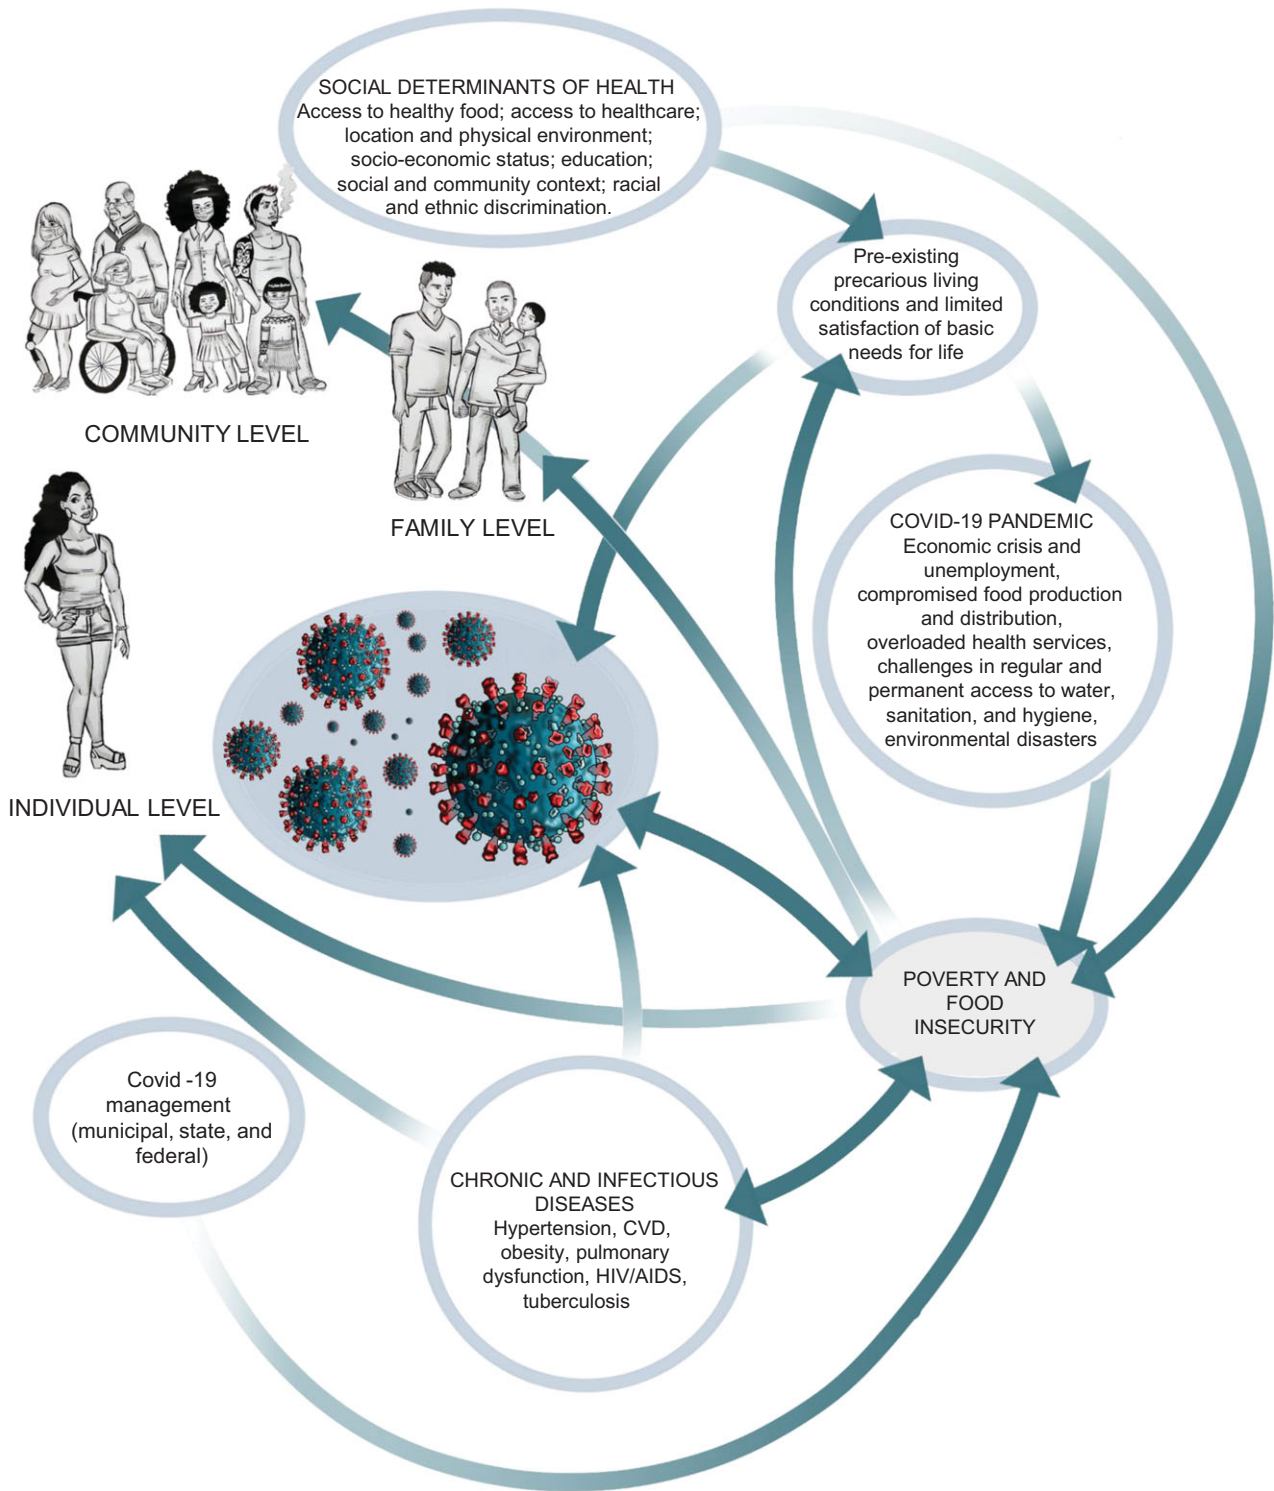 SOCIAL DETERMINANTS OF HEALTH
Access to healthy food; access to healthcare;
location and physical environment;
socio-economic status; education;
social and community context; racial
and ethnic discrimination.
Pre-existing
precarious living
conditions and limited
satisfaction of basic
needs for life
COMMUNITY LEVEL
FAMILY LEVEL
COVID-19 PANDEMIC
Economic crisis and
unemployment,
compromised food production
and distribution,
overloaded health services,
challenges in regular and
permanent access to water,
sanitation, and hygiene,
environmental disasters
INDIVIDUAL LEVEL
POVERTY AND
FOOD
INSECURITY
Covid -19
management
(municipal, state, and
federal)
CHRONIC AND INFECTIOUS
DISEASES
Hypertension, CVD,
obesity, pulmonary
dysfunction, HIV/AIDS,
tuberculosis